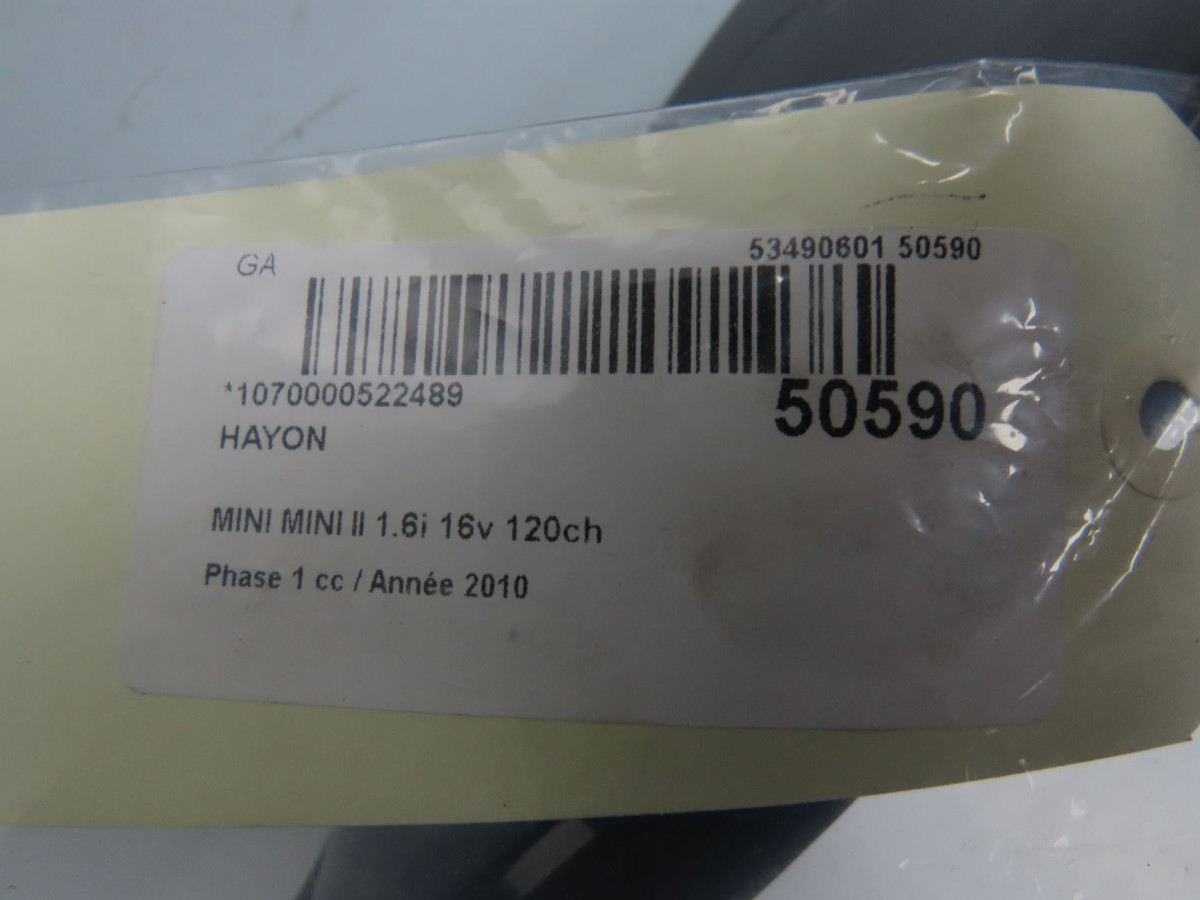 GA 53490601 50590
*1070000522489 50590
HAYON
MINI MINI II 1.6i 16v 120ch
Phase 1 cc / Année 2010